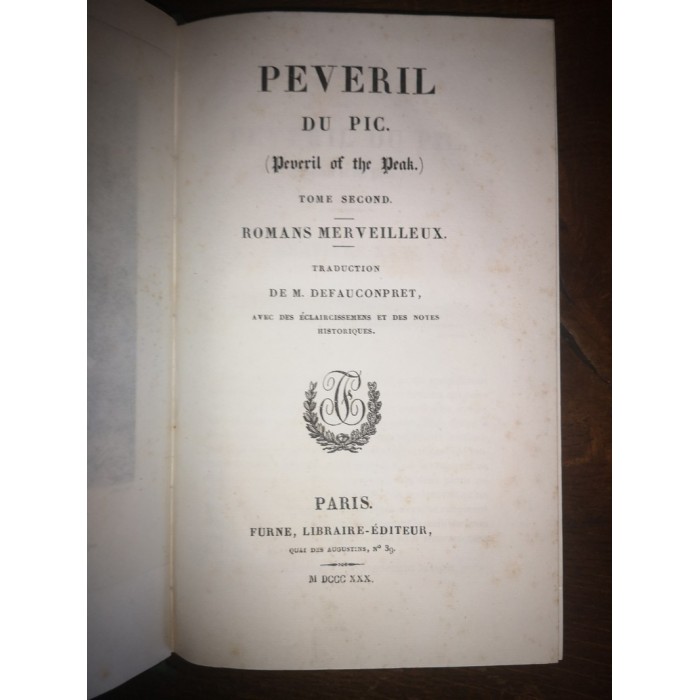 PEVERIL
DU PIC.
(Peveril of the Peak.)
TOME SECOND.
ROMANS MERVEILLEUX.
TRADUCTION
DE M. DEFAUCONPRET,
AVEC DES ÉCLAIRCISSEMENS ET DES NOTES
HISTORIQUES.
PARIS.
FURNE, LIBRAIRE-ÉDITEUR,
QUAI DES AUGUSTINS, Nº 39.
M DCCC XXX.